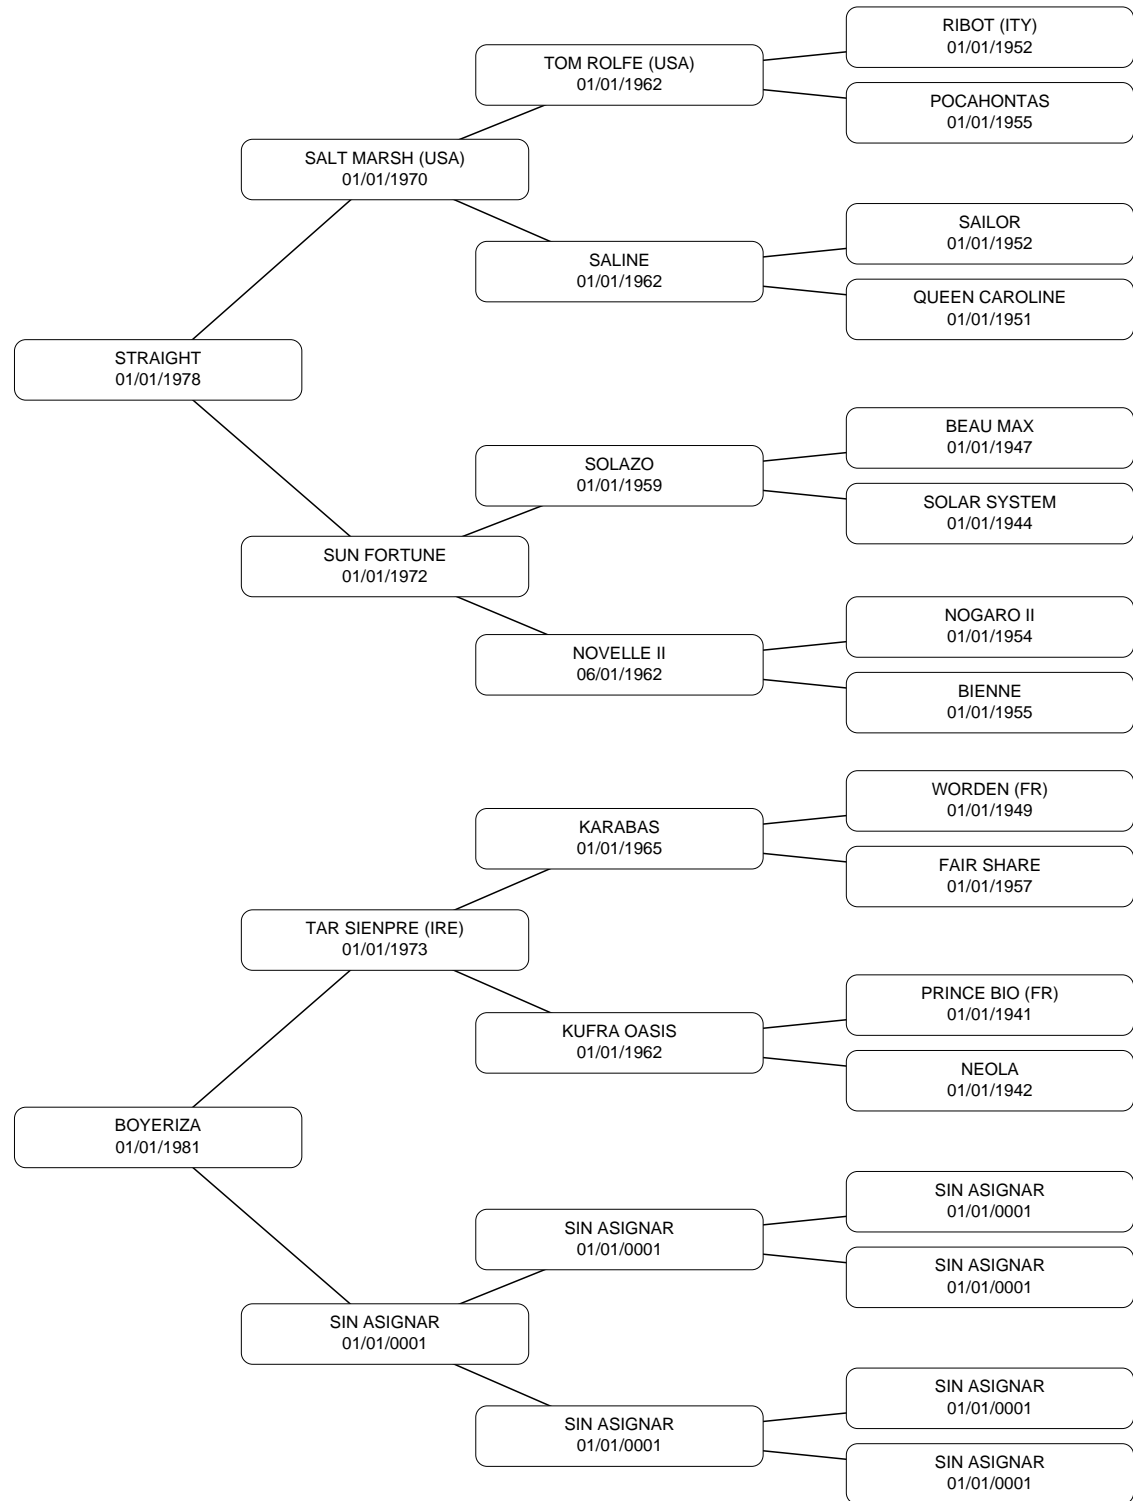 RIBOT (ITY)
01/01/1952
TOM ROLFE (USA)
01/01/1962
POCAHONTAS
01/01/1955
SALT MARSH (USA)
01/01/1970
SAILOR
01/01/1952
SALINE
01/01/1962
QUEEN CAROLINE
01/01/1951
STRAIGHT
01/01/1978
BEAU MAX
01/01/1947
SOLAZO
01/01/1959
SOLAR SYSTEM
01/01/1944
SUN FORTUNE
01/01/1972
NOGARO II
01/01/1954
NOVELLE II
06/01/1962
BIENNE
01/01/1955
WORDEN (FR)
01/01/1949
KARABAS
01/01/1965
FAIR SHARE
01/01/1957
TAR SIENPRE (IRE)
01/01/1973
PRINCE BIO (FR)
01/01/1941
KUFRA OASIS
01/01/1962
NEOLA
01/01/1942
BOYERIZA
01/01/1981
SIN ASIGNAR
01/01/0001
SIN ASIGNAR
01/01/0001
SIN ASIGNAR
01/01/0001
SIN ASIGNAR
01/01/0001
SIN ASIGNAR
01/01/0001
SIN ASIGNAR
01/01/0001
SIN ASIGNAR
01/01/0001